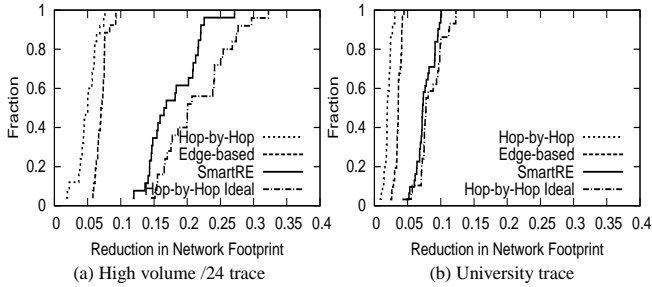 1
0.8
0.6
0.4
0.2
0
Fraction
Hop-by-Hop
Edge-based
SmartRE
Hop-by-Hop Ideal
0 0.05 0.1 0.15 0.2 0.25 0.3 0.35 0.4
Reduction in Network Footprint
(a) High volume /24 trace
1
0.8
0.6
0.4
0.2
0
Fraction
Hop-by-Hop
Edge-based
SmartRE
Hop-by-Hop Ideal
0 0.05 0.1 0.15 0.2 0.25 0.3 0.35 0.4
Reduction in Network Footprint
(b) University trace